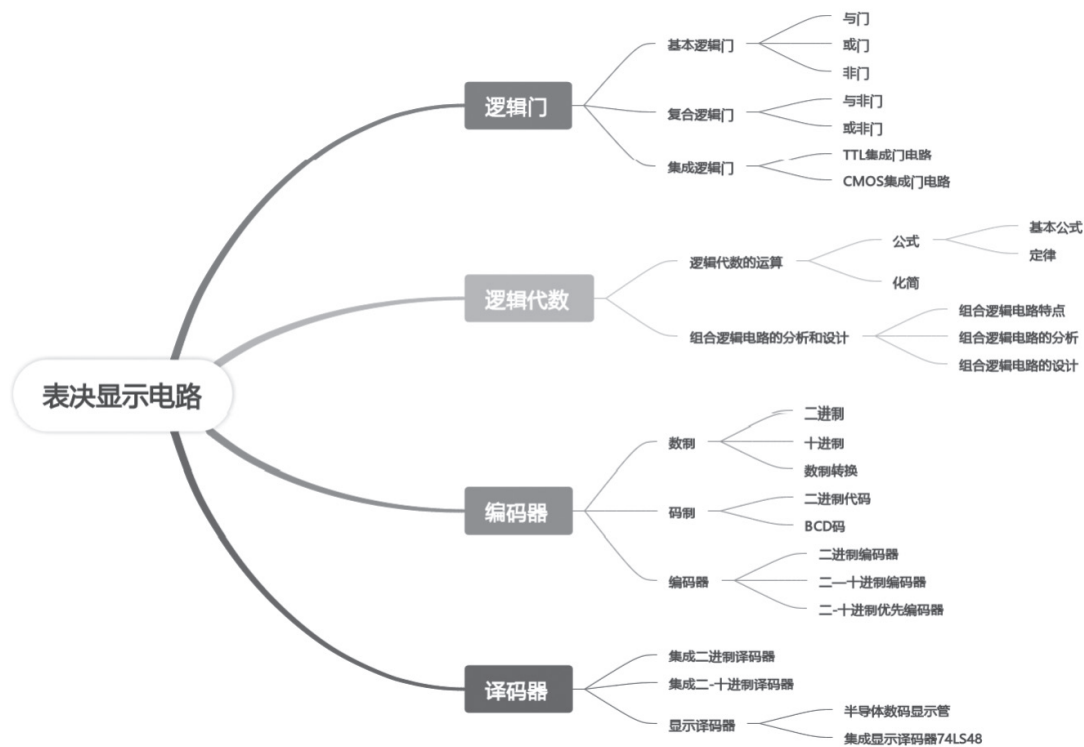 表决显示电路
逻辑门
基本逻辑门
与门
或门
非门
复合逻辑门
与非门
或非门
集成逻辑门
TTL集成门电路
CMOS集成门电路
逻辑代数
逻辑代数的运算
公式
基本公式
定律
化简
组合逻辑电路的分析和设计
组合逻辑电路特点
组合逻辑电路的分析
组合逻辑电路的设计
编码器
数制
二进制
十进制
数制转换
码制
二进制代码
BCD码
编码器
二进制编码器
二—十进制编码器
二-十进制优先编码器
译码器
集成二进制译码器
集成二-十进制译码器
显示译码器
半导体数码显示管
集成显示译码器74LS48